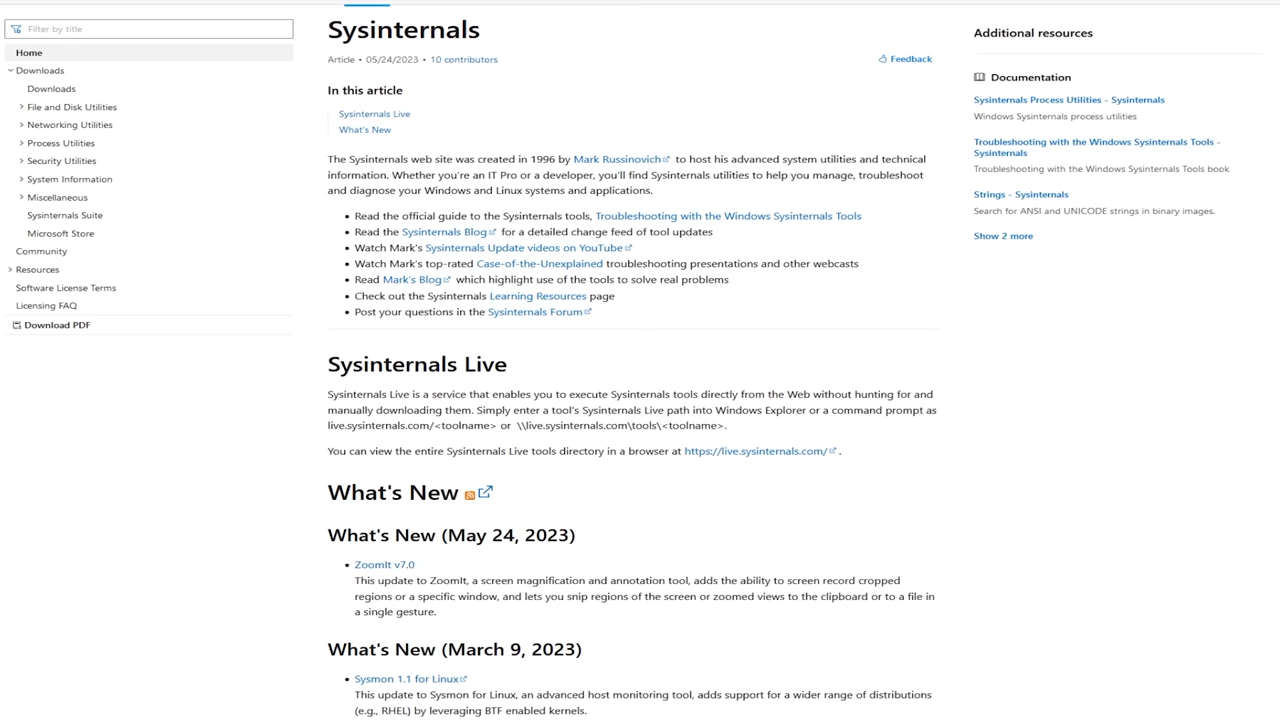 Filter by title
Home
Downloads
Downloads
File and Disk Utilities
Networking Utilities
Process Utilities
Security Utilities
System Information
Miscellaneous
Sysinternals Suite
Microsoft Store
Community
Resources
Software License Terms
Licensing FAQ
Download PDF
Sysinternals
Article • 05/24/2023 • 10 contributors
Feedback
In this article
Sysinternals Live
What's New
The Sysinternals web site was created in 1996 by Mark Russinovich to host his advanced system utilities and technical
information. Whether you're an IT Pro or a developer, you'll find Sysinternals utilities to help you manage, troubleshoot
and diagnose your Windows and Linux systems and applications.
• Read the official guide to the Sysinternals tools, Troubleshooting with the Windows Sysinternals Tools
• Read the Sysinternals Blog for a detailed change feed of tool updates
• Watch Mark's Sysinternals Update videos on YouTube
• Watch Mark's top-rated Case-of-the-Unexplained troubleshooting presentations and other webcasts
• Read Mark's Blog which highlight use of the tools to solve real problems
• Check out the Sysinternals Learning Resources page
• Post your questions in the Sysinternals Forum
Sysinternals Live
Sysinternals Live is a service that enables you to execute Sysinternals tools directly from the Web without hunting for and
manually downloading them. Simply enter a tool's Sysinternals Live path into Windows Explorer or a command prompt as
live.sysinternals.com/<toolname> or \\live.sysinternals.com\tools\<toolname>.
You can view the entire Sysinternals Live tools directory in a browser at https://live.sysinternals.com/ .
What's New
What's New (May 24, 2023)
• ZoomIt v7.0
This update to ZoomIt, a screen magnification and annotation tool, adds the ability to screen record cropped
regions or a specific window, and lets you snip regions of the screen or zoomed views to the clipboard or to a file in
a single gesture.
What's New (March 9, 2023)
• Sysmon 1.1 for Linux
This update to Sysmon for Linux, an advanced host monitoring tool, adds support for a wider range of distributions
(e.g., RHEL) by leveraging BTF enabled kernels.
Additional resources
Documentation
Sysinternals Process Utilities - Sysinternals
Windows Sysinternals process utilities
Troubleshooting with the Windows Sysinternals Tools -
Sysinternals
Troubleshooting with the Windows Sysinternals Tools book
Strings - Sysinternals
Search for ANSI and UNICODE strings in binary images.
Show 2 more